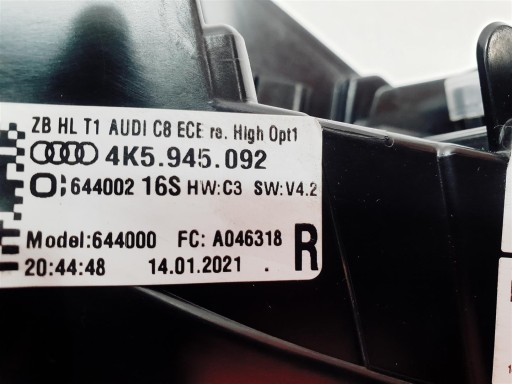 ZB HL T1 AUDI C8 ECE re. High Opt1
4K5.945.092
644002 16S HW:C3 SW:V4.2
Model:644000 FC: A046318 R
20:44:48 14.01.2021 .